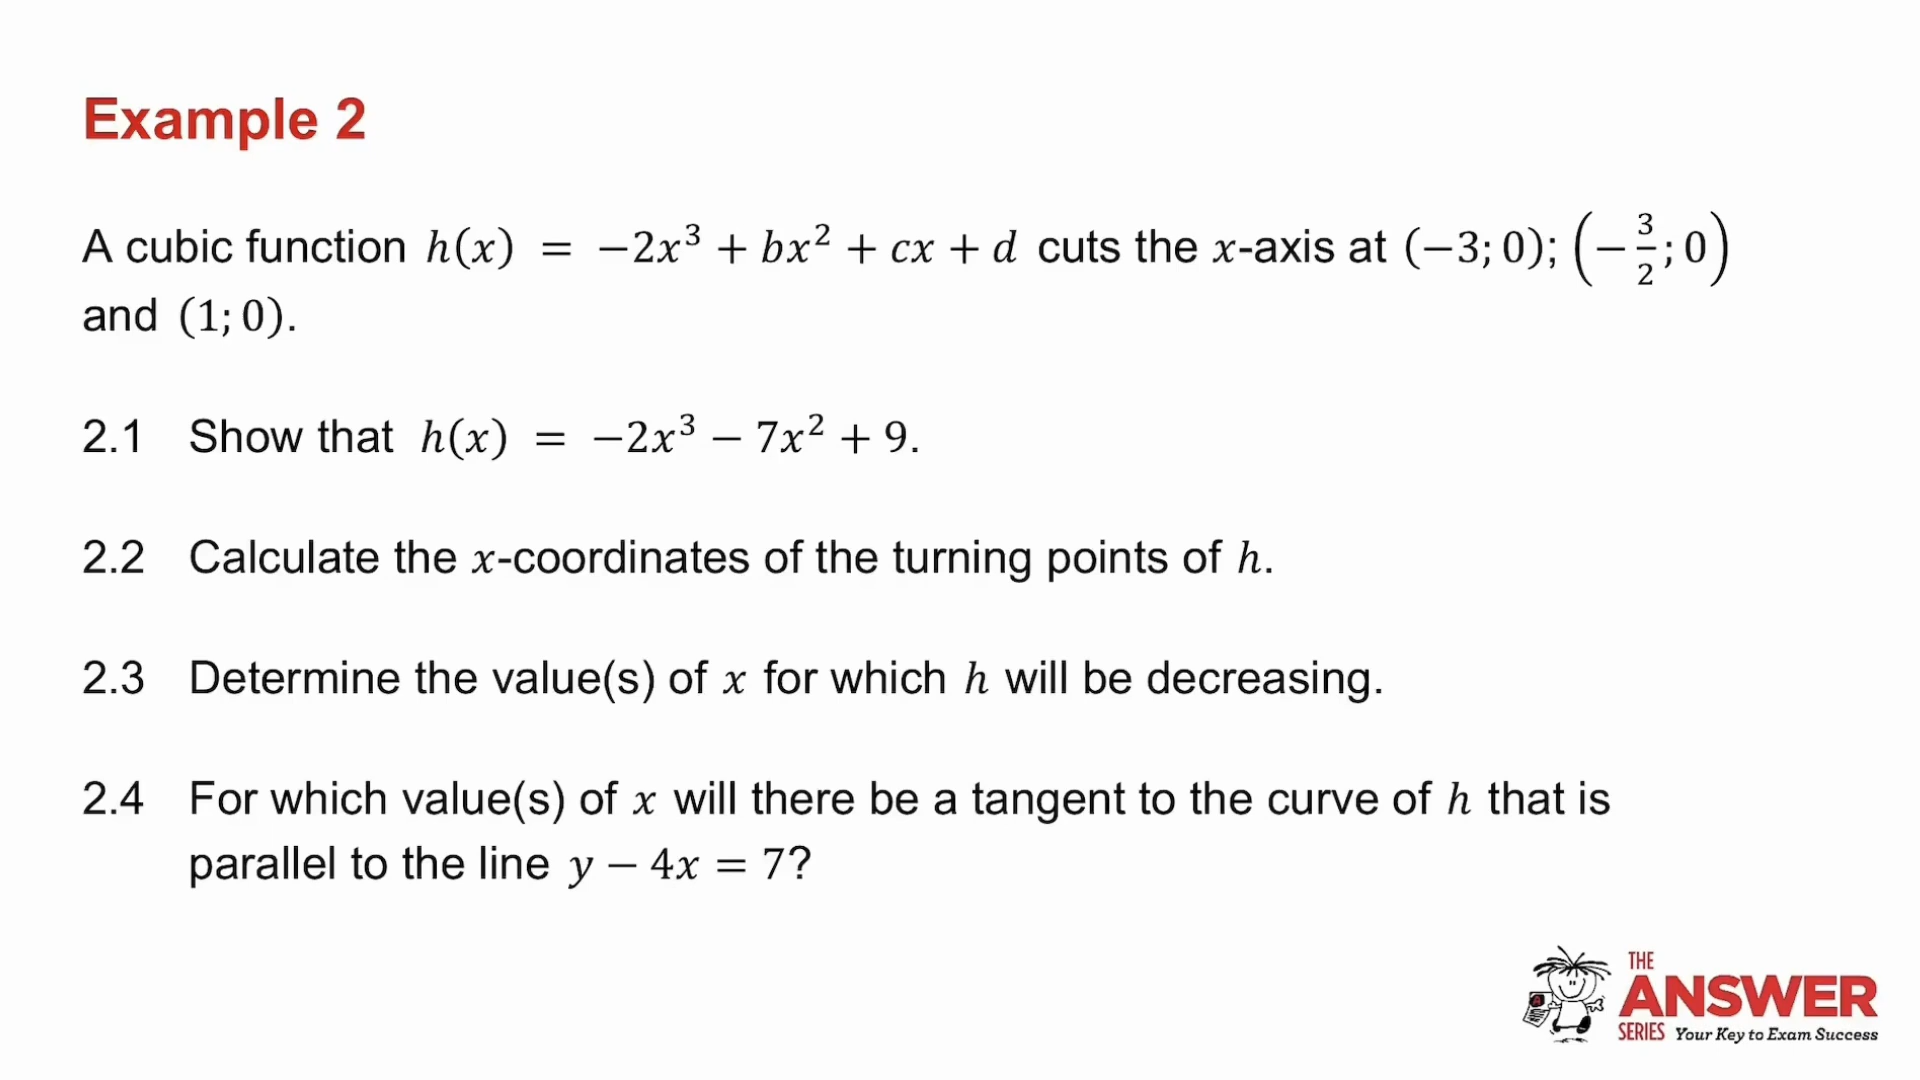 Example 2
A cubic function h(x) = −2x³ + bx² + cx + d cuts the x-axis at (−3; 0); (−3/2; 0)
and (1; 0).
2.1 Show that h(x) = −2x³ − 7x² + 9.
2.2 Calculate the x-coordinates of the turning points of h.
2.3 Determine the value(s) of x for which h will be decreasing.
2.4 For which value(s) of x will there be a tangent to the curve of h that is
parallel to the line y − 4x = 7?
THE
ANSWER
SERIES Your Key to Exam Success